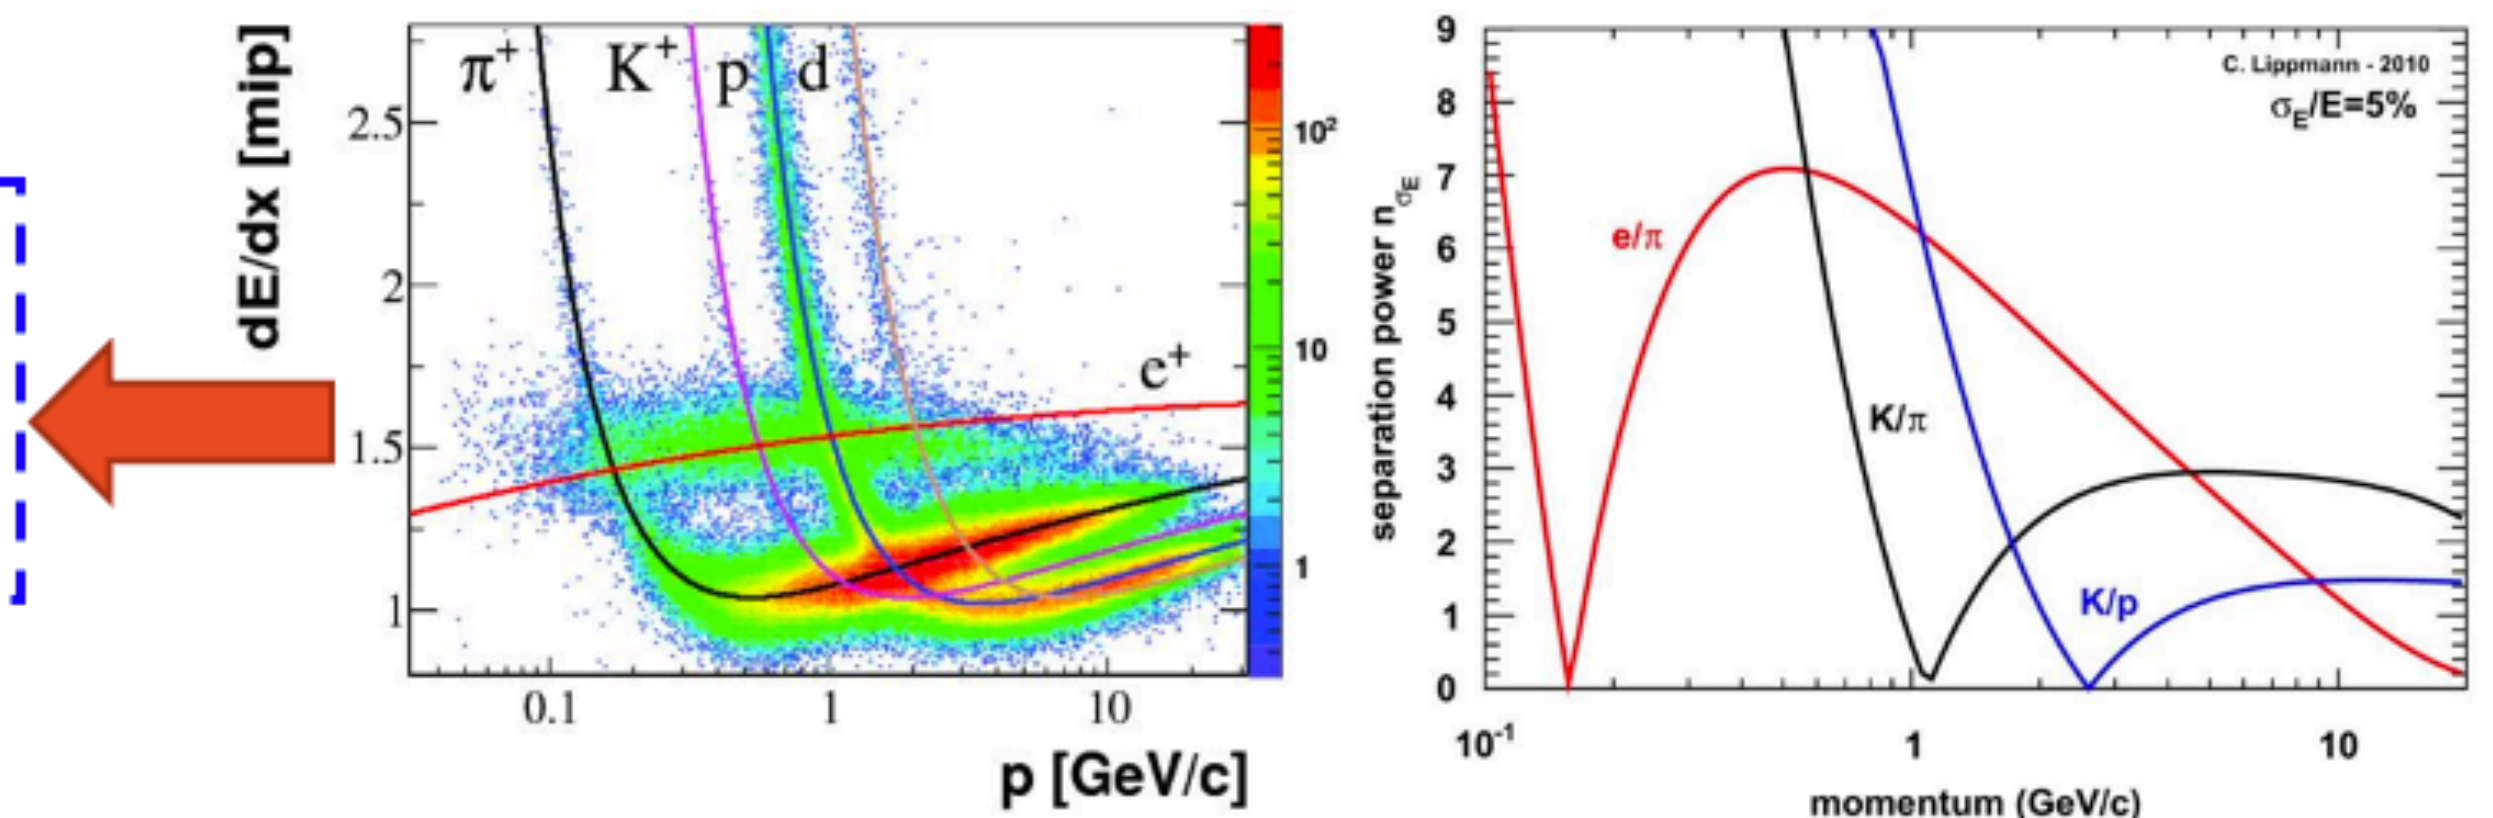 dE/dx [mip]
π⁺ K⁺ p d
e⁺
2.5
2
1.5
1
0.1 1 10
p [GeV/c]
10²
10
1
separation power n_σE
9
8
7
6
5
4
3
2
1
0
C. Lippmann - 2010
σ_E/E=5%
e/π
K/π
K/p
10⁻¹ 1 10
momentum (GeV/c)